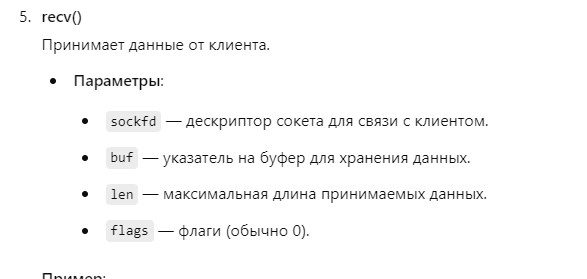 5. recv()
Принимает данные от клиента.
• Параметры:
• sockfd — дескриптор сокета для связи с клиентом.
• buf — указатель на буфер для хранения данных.
• len — максимальная длина принимаемых данных.
• flags — флаги (обычно 0).
Пример: